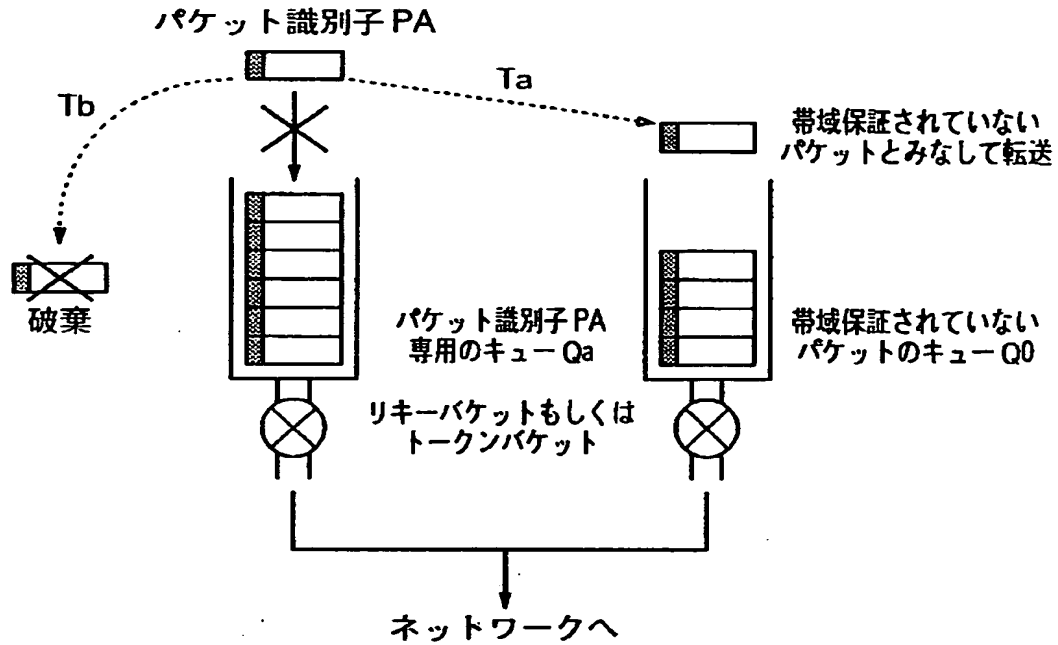 パケット識別子PA
Tb
Ta
帯域保証されていない
パケットとみなして転送
破棄
パケット識別子PA
専用のキューQa
帯域保証されていない
パケットのキューQ0
リキーバケットもしくは
トークンバケット
ネットワークへ